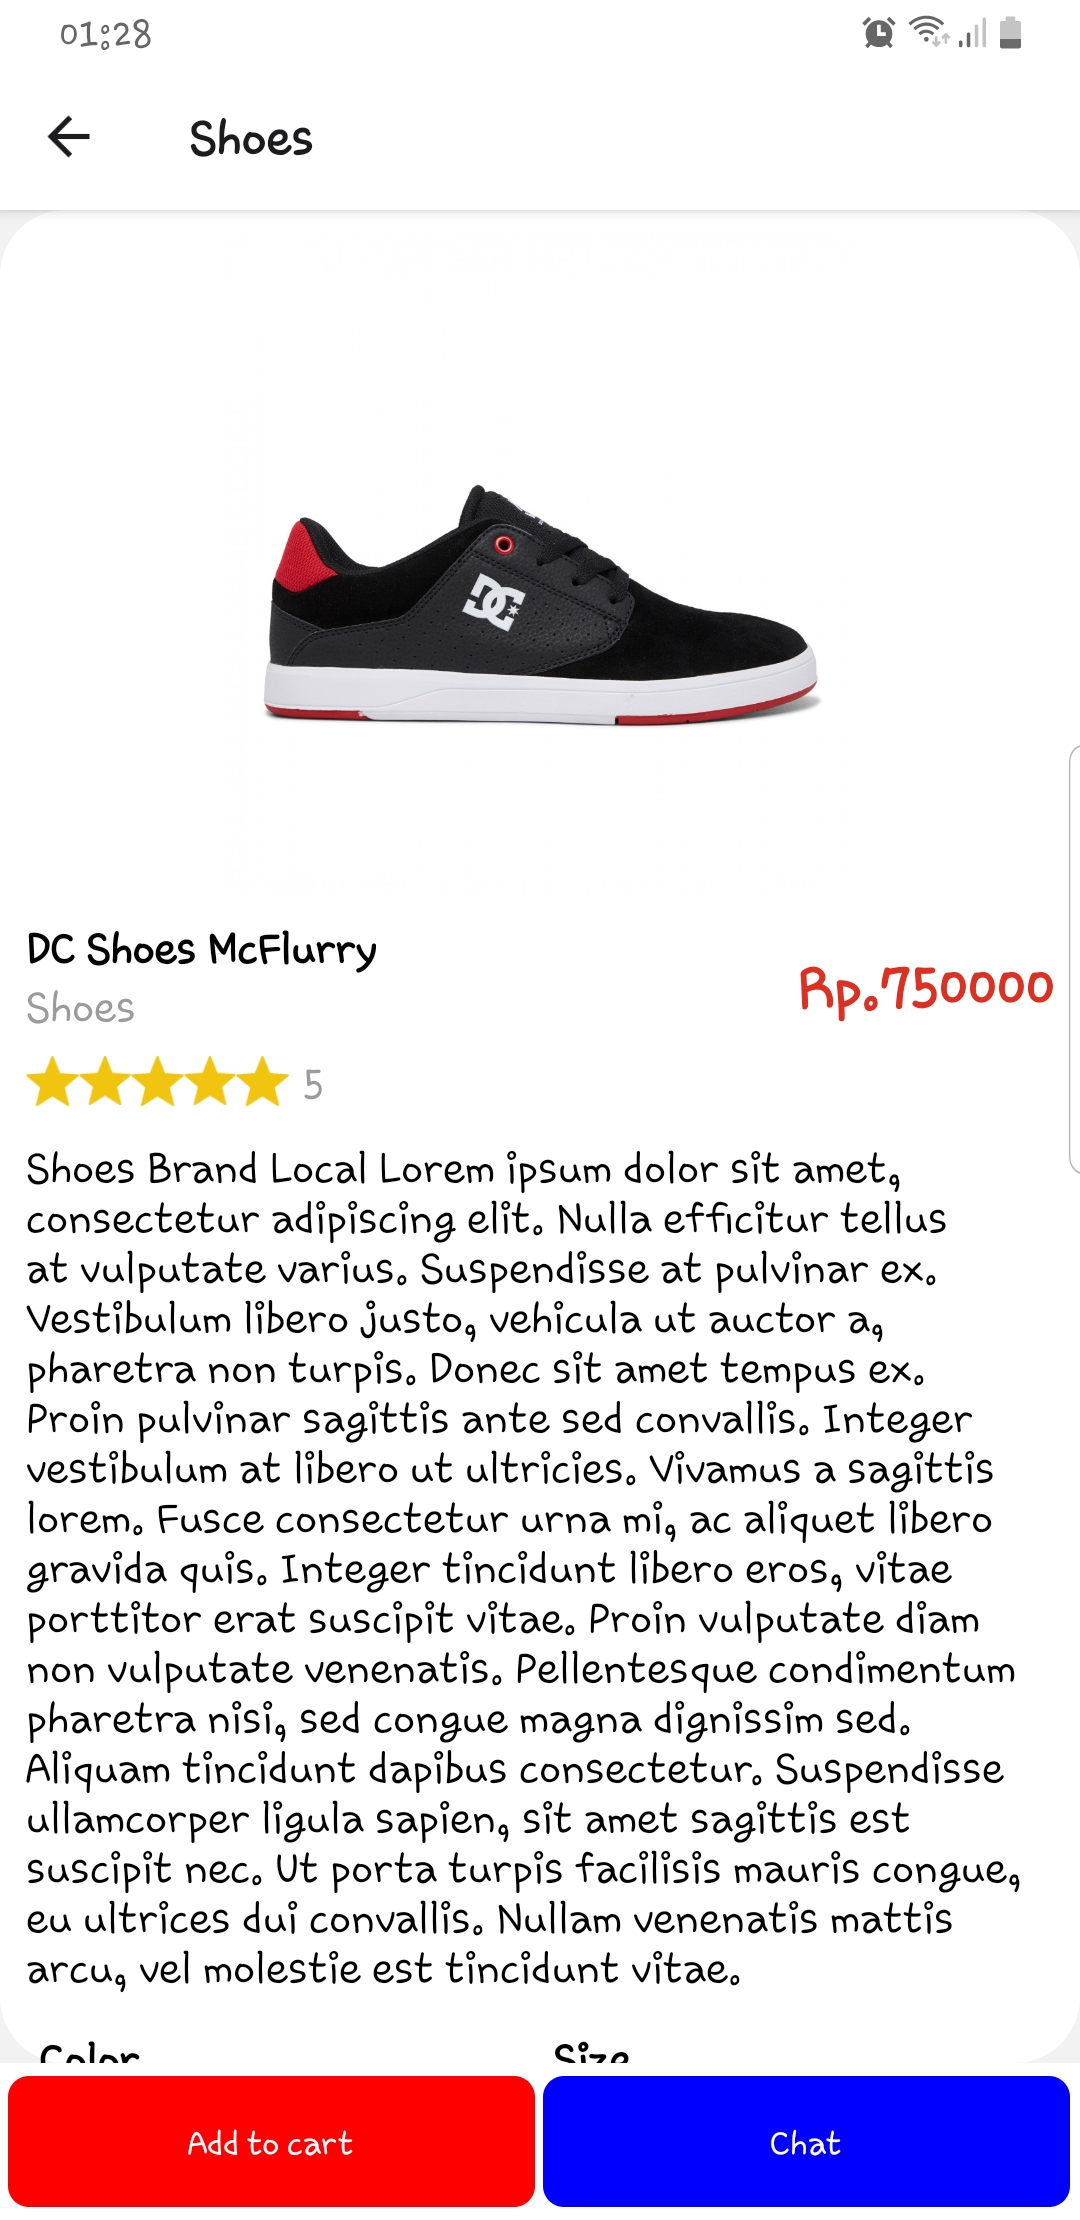 01:28
Shoes
DC
DC Shoes McFlurry
Shoes
Rp.750000
5
Shoes Brand Local Lorem ipsum dolor sit amet,
consectetur adipiscing elit. Nulla efficitur tellus
at vulputate varius. Suspendisse at pulvinar ex.
Vestibulum libero justo, vehicula ut auctor a,
pharetra non turpis. Donec sit amet tempus ex.
Proin pulvinar sagittis ante sed convallis. Integer
vestibulum at libero ut ultricies. Vivamus a sagittis
lorem. Fusce consectetur urna mi, ac aliquet libero
gravida quis. Integer tincidunt libero eros, vitae
porttitor erat suscipit vitae. Proin vulputate diam
non vulputate venenatis. Pellentesque condimentum
pharetra nisi, sed congue magna dignissim sed.
Aliquam tincidunt dapibus consectetur. Suspendisse
ullamcorper ligula sapien, sit amet sagittis est
suscipit nec. Ut porta turpis facilisis mauris congue,
eu ultrices dui convallis. Nullam venenatis mattis
arcu, vel molestie est tincidunt vitae.
Color
Size
Add to cart
Chat